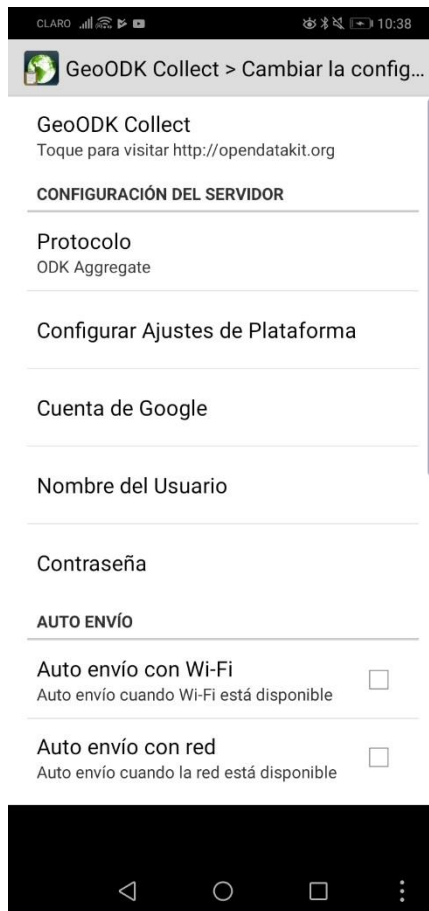 CLARO 10:38
GeoODK Collect > Cambiar la config...
GeoODK Collect
Toque para visitar http://opendatakit.org
CONFIGURACIÓN DEL SERVIDOR
Protocolo
ODK Aggregate
Configurar Ajustes de Plataforma
Cuenta de Google
Nombre del Usuario
Contraseña
AUTO ENVÍO
Auto envío con Wi-Fi
Auto envío cuando Wi-Fi está disponible
Auto envío con red
Auto envío cuando la red está disponible